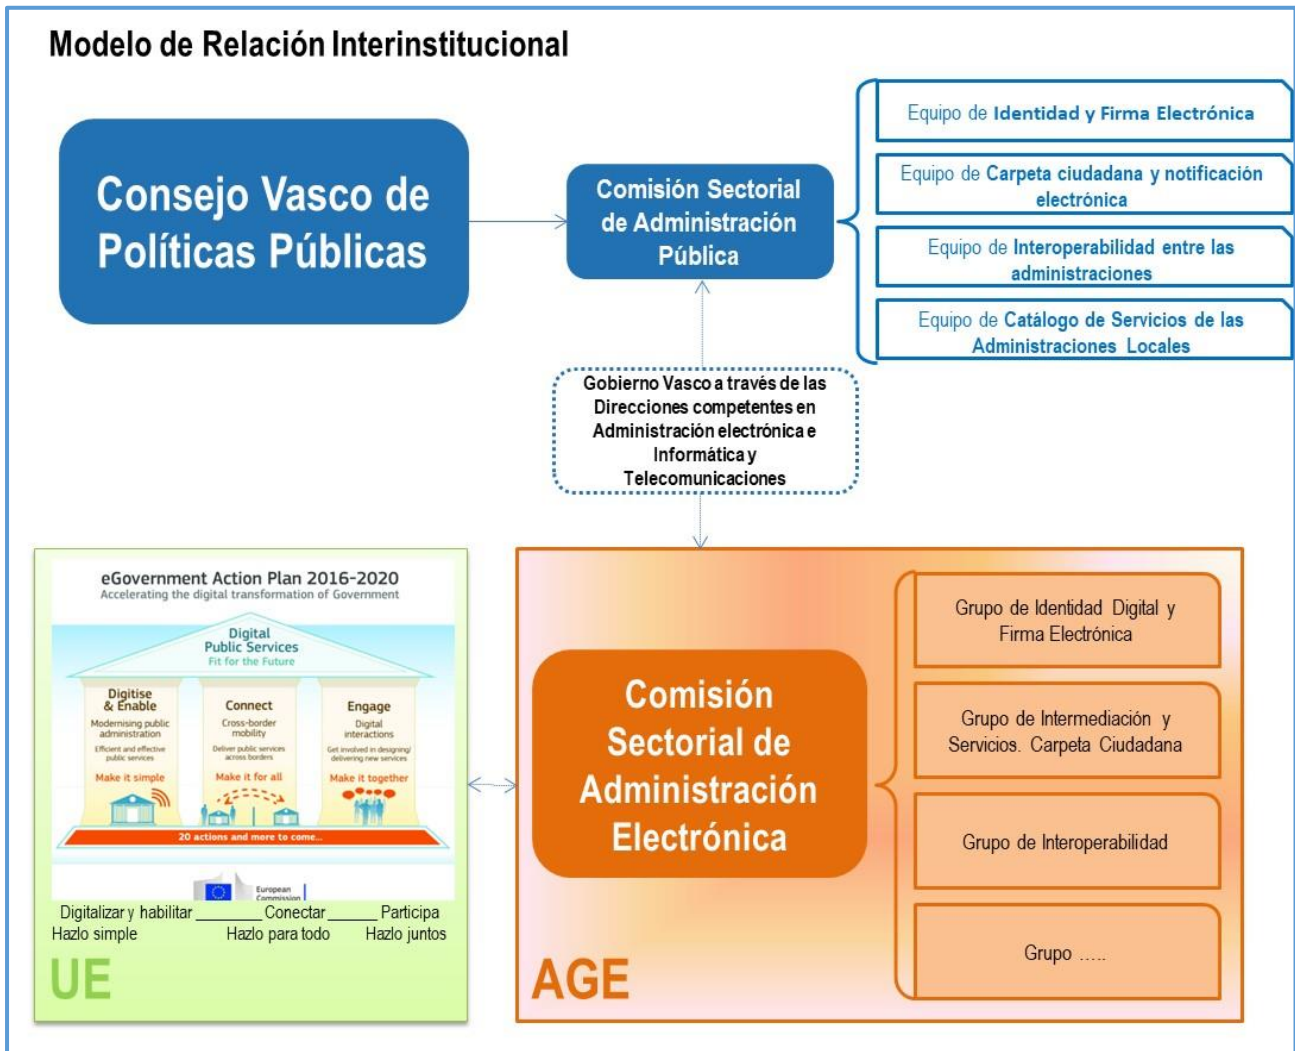 Modelo de Relación Interinstitucional
Consejo Vasco de
Políticas Públicas
Comisión Sectorial
de Administración
Pública
Equipo de Identidad y Firma Electrónica
Equipo de Carpeta ciudadana y notificación
electrónica
Equipo de Interoperabilidad entre las
administraciones
Equipo de Catálogo de Servicios de las
Administraciones Locales
Gobierno Vasco a través de las
Direcciones competentes en
Administración electrónica e
Informática y
Telecomunicaciones
eGovernment Action Plan 2016-2020
Accelerating the digital transformation of Government
Digital
Public Services
Fit for the Future
Digitise
& Enable
Modernising public
administration
Efficient and effective
public services
Make it simple
Connect
Cross-border
mobility
Deliver public services
across borders
Make it for all
Engage
Digital
interactions
Get involved in designing/
delivering new services
Make it together
20 actions and more to come...
European
Commission
Digitalizar y habilitar ________ Conectar ______ Participa
Hazlo simple Hazlo para todo Hazlo juntos
UE
Comisión
Sectorial de
Administración
Electrónica
Grupo de Identidad Digital y
Firma Electrónica
Grupo de Intermediación y
Servicios. Carpeta Ciudadana
Grupo de Interoperabilidad
Grupo .....
AGE